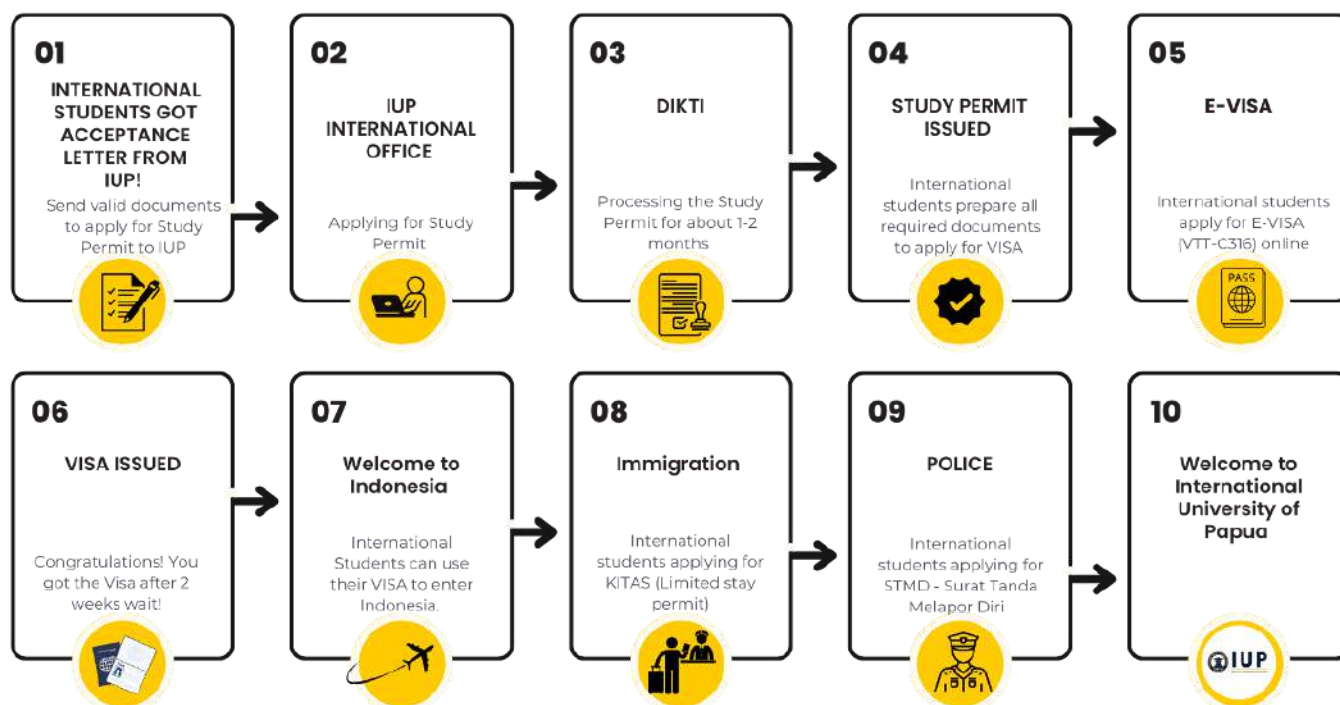 01
INTERNATIONAL
STUDENTS GOT
ACCEPTANCE
LETTER FROM
IUP!
Send valid documents
to apply for Study
Permit to IUP
02
IUP
INTERNATIONAL
OFFICE
Applying for Study
Permit
03
DIKTI
Processing the Study
Permit for about 1-2
months
04
STUDY PERMIT
ISSUED
International
students prepare all
required documents
to apply for VISA
05
E-VISA
International students
apply for E-VISA
(VTT-C316) online
PASS
06
VISA ISSUED
Congratulations! You
got the Visa after 2
weeks wait!
07
Welcome to
Indonesia
International
Students can use
their VISA to enter
Indonesia.
08
Immigration
International
students applying for
KITAS (Limited stay
permit)
09
POLICE
International
students applying for
STMD - Surat Tanda
Melapor Diri
10
Welcome to
International
University of
Papua
IUP